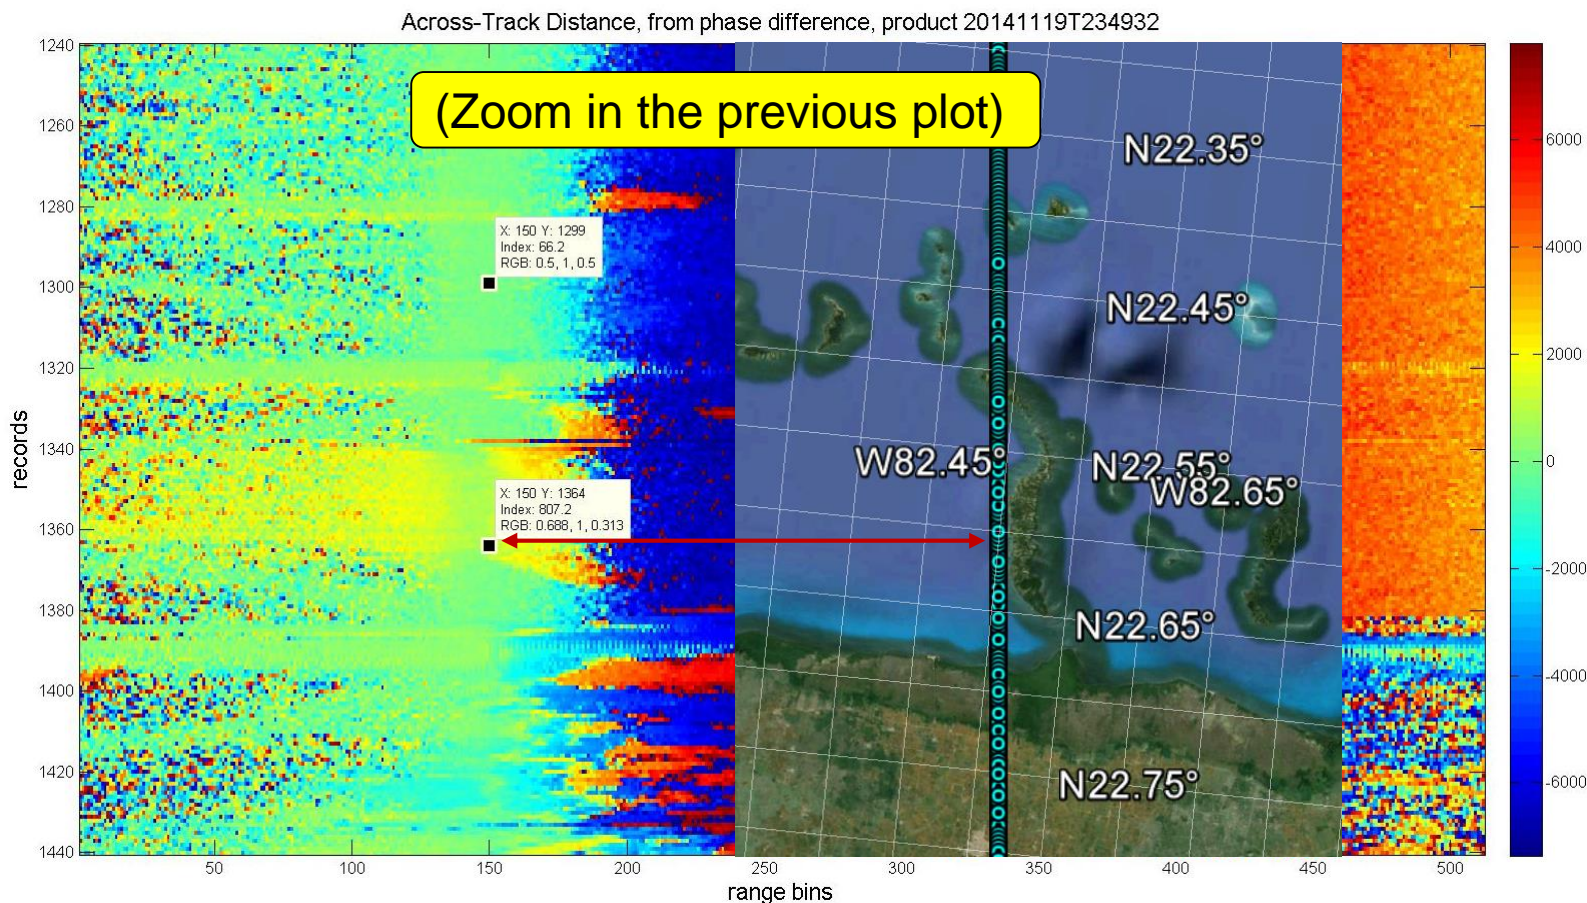 Across-Track Distance, from phase difference, product 20141119T234932
(Zoom in the previous plot)
1240
1260
1280
1300
1320
1340
1360
1380
1400
1420
1440
records
X: 150 Y: 1299
Index: 66.2
RGB: 0.5, 1, 0.5
X: 150 Y: 1364
Index: 807.2
RGB: 0.688, 1, 0.313
N22.35°
N22.45°
W82.45°
N22.55°
W82.65°
N22.65°
N22.75°
6000
4000
2000
0
-2000
-4000
-6000
50 100 150 200 250 300 350 400 450 500
range bins